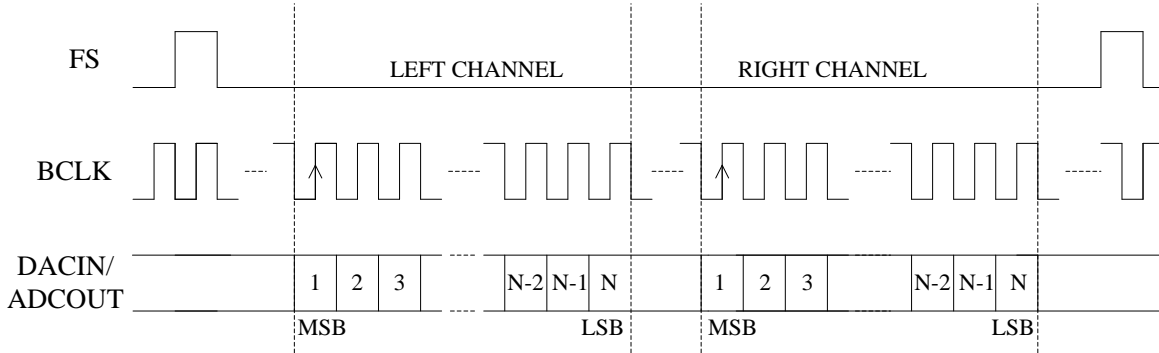 FS
LEFT CHANNEL RIGHT CHANNEL
BCLK
DACIN/
ADCOUT
1 2 3 N-2 N-1 N 1 2 3 N-2 N-1 N
MSB LSB MSB LSB